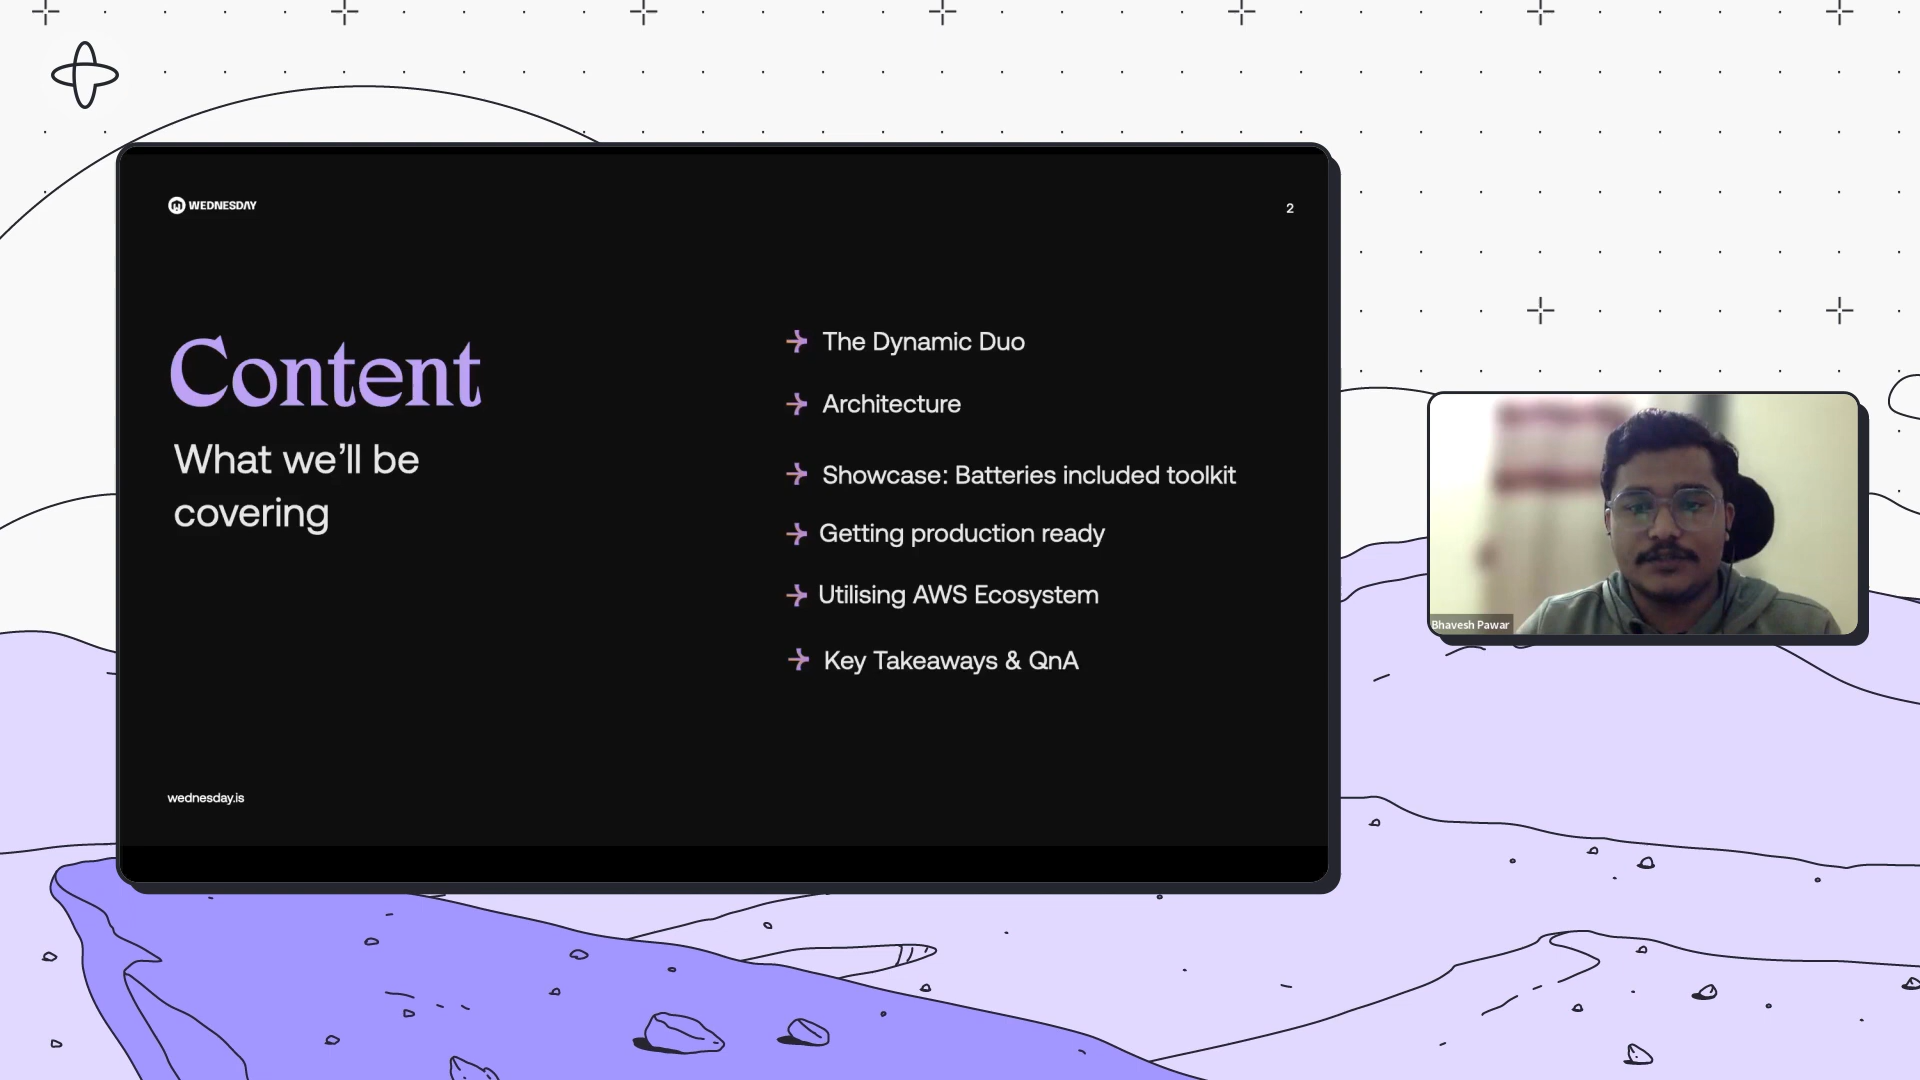 WEDNESDAY
2
Content
What we’ll be
covering
The Dynamic Duo
Architecture
Showcase: Batteries included toolkit
Getting production ready
Utilising AWS Ecosystem
Key Takeaways & QnA
wednesday.is
Bhavesh Pawar